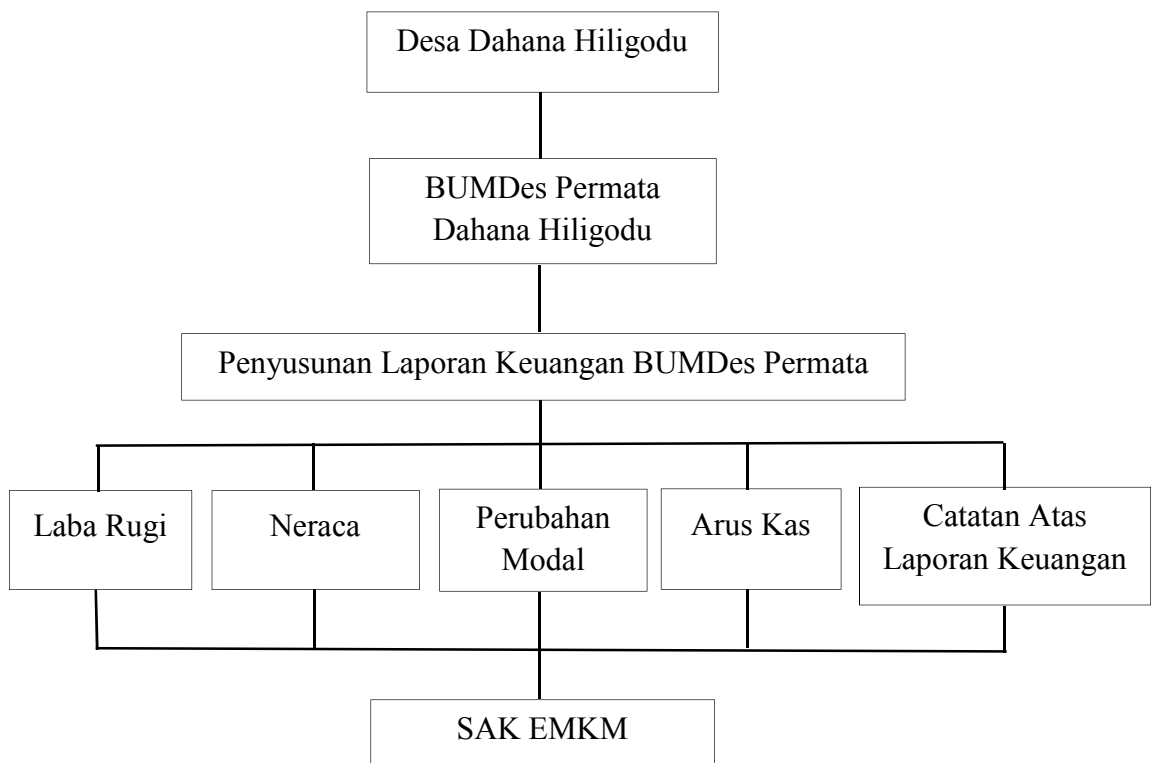 Desa Dahana Hiligodu
BUMDes Permata
Dahana Hiligodu
Penyusunan Laporan Keuangan BUMDes Permata
Laba Rugi
Neraca
Perubahan
Modal
Arus Kas
Catatan Atas
Laporan Keuangan
SAK EMKM